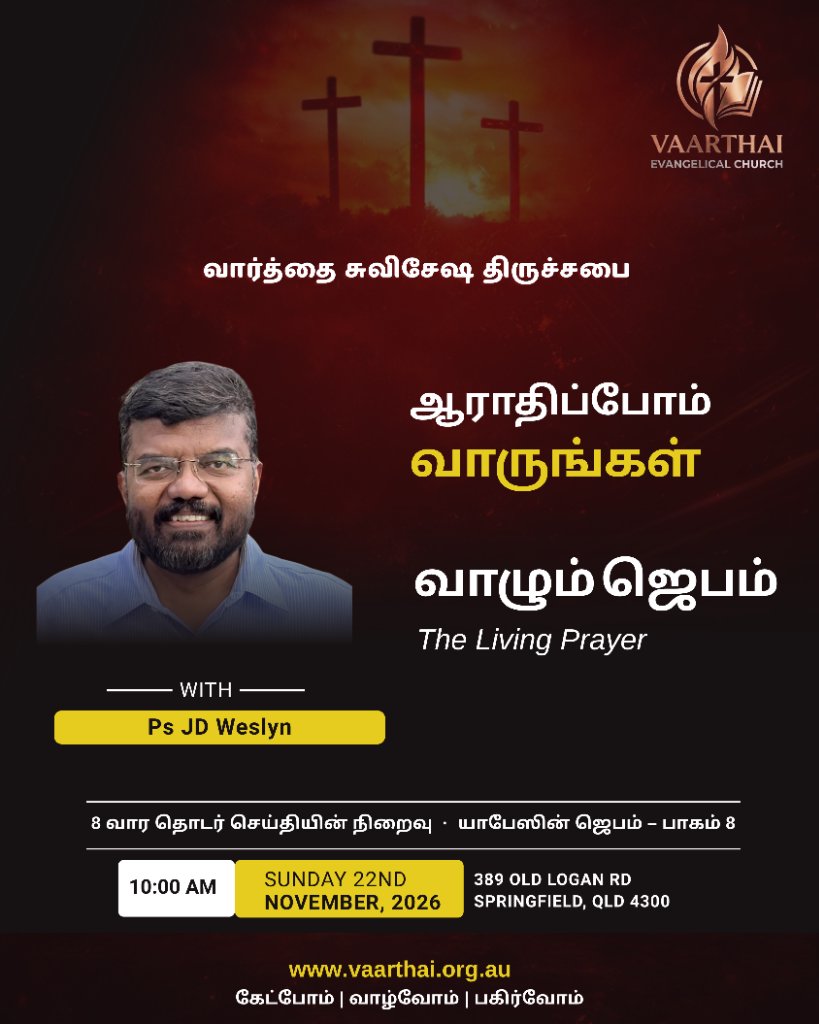 VAARTHAI
EVANGELICAL CHURCH
வார்த்தை சுவிசேஷ திருச்சபை
ஆராதிப்போம்
வாருங்கள்
வாழும் ஜெபம்
The Living Prayer
WITH
Ps JD Weslyn
8 வார தொடர் செய்தியின் நிறைவு · யாபேஸின் ஜெபம் – பாகம் 8
10:00 AM
SUNDAY 22ND
NOVEMBER, 2026
389 OLD LOGAN RD
SPRINGFIELD, QLD 4300
www.vaarthai.org.au
கேட்போம் | வாழ்வோம் | பகிர்வோம்